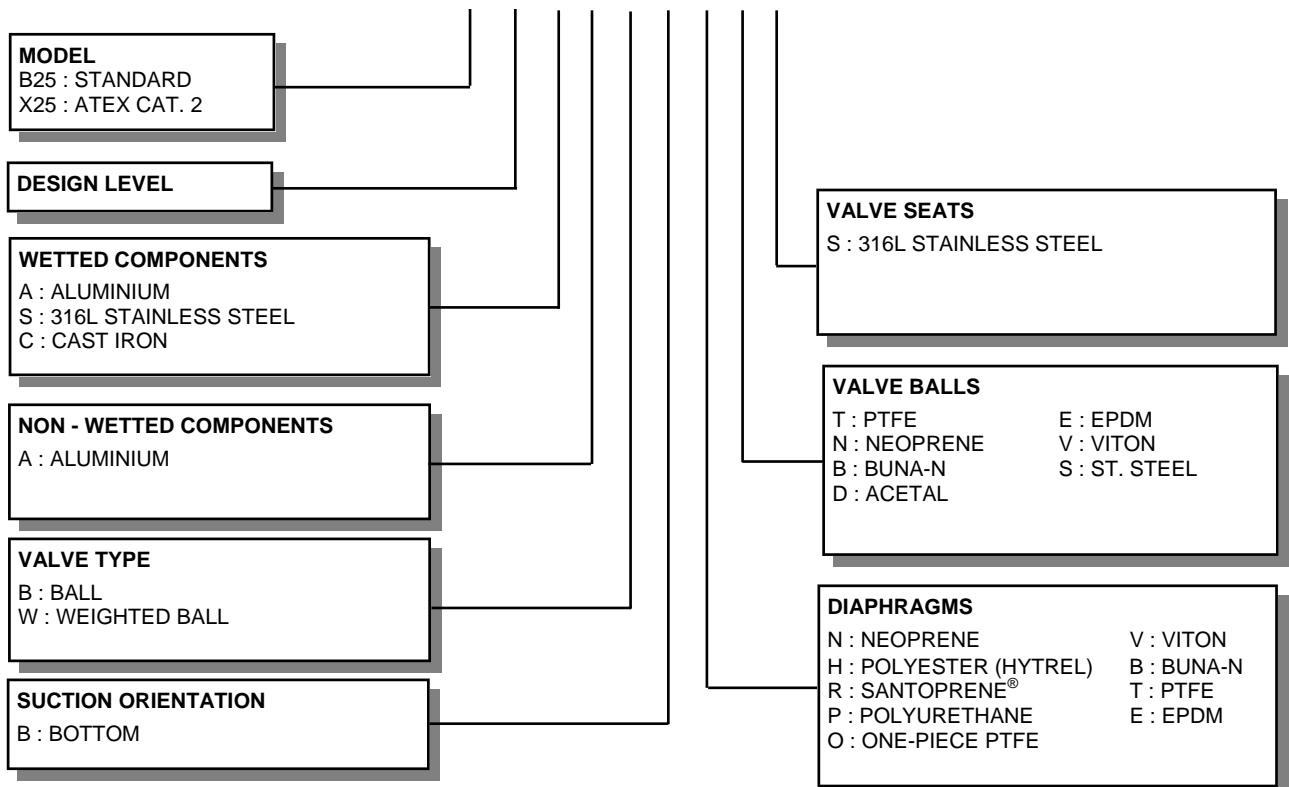 MODEL
B25 : STANDARD
X25 : ATEX CAT. 2
DESIGN LEVEL
WETTED COMPONENTS
A : ALUMINIUM
S : 316L STAINLESS STEEL
C : CAST IRON
NON - WETTED COMPONENTS
A : ALUMINIUM
VALVE TYPE
B : BALL
W : WEIGHTED BALL
SUCTION ORIENTATION
B : BOTTOM
VALVE SEATS
S : 316L STAINLESS STEEL
VALVE BALLS
T : PTFE E : EPDM
N : NEOPRENE V : VITON
B : BUNA-N S : ST. STEEL
D : ACETAL
DIAPHRAGMS
N : NEOPRENE V : VITON
H : POLYESTER (HYTREL) B : BUNA-N
R : SANTOPRENE® T : PTFE
P : POLYURETHANE E : EPDM
O : ONE-PIECE PTFE